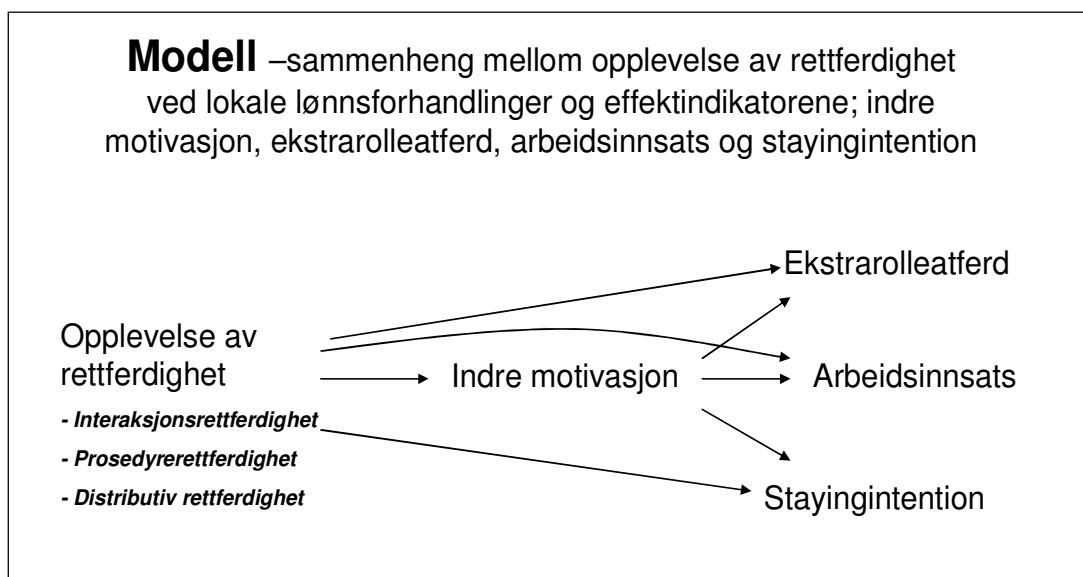 Modell –sammenheng mellom opplevelse av rettferdighet
ved lokale lønnsforhandlinger og effektindikatorene; indre
motivasjon, ekstrarolleatferd, arbeidsinnsats og stayingintention
Ekstrarolleatferd
Opplevelse av
rettferdighet
Indre motivasjon
Arbeidsinnsats
- Interaksjonsrettferdighet
- Prosedyrerettferdighet
- Distributiv rettferdighet
Stayingintention